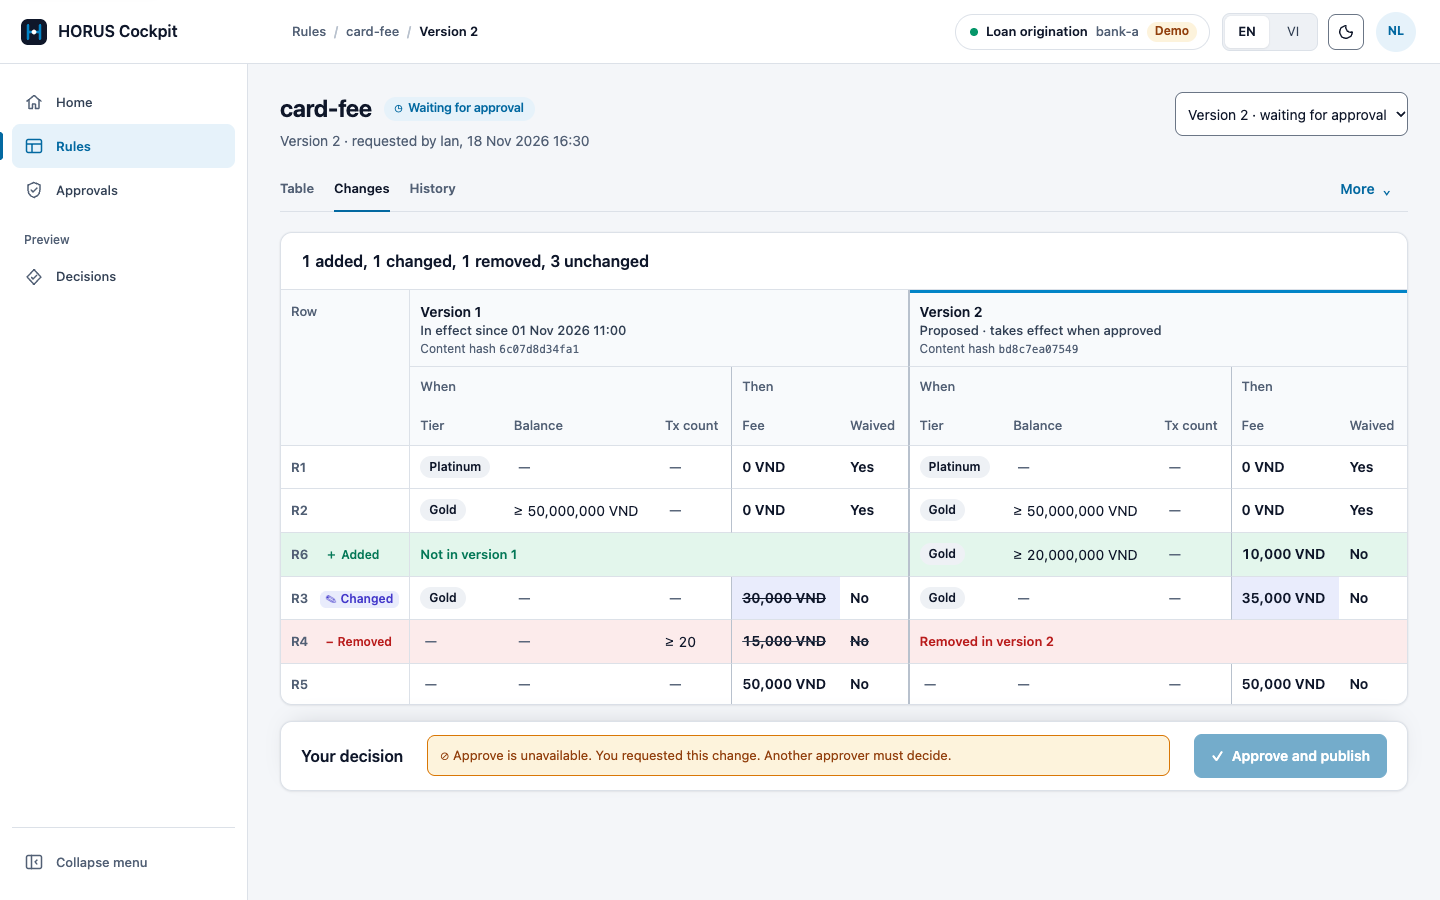 HORUS Cockpit
Rules / card-fee / Version 2
Loan origination bank-a Demo
EN VI
NL
Home
Rules
Approvals
Preview
Decisions
Collapse menu
card-fee Waiting for approval
Version 2 · requested by lan, 18 Nov 2026 16:30
Version 2 · waiting for approval
Table Changes History
More
1 added, 1 changed, 1 removed, 3 unchanged
Row
Version 1
In effect since 01 Nov 2026 11:00
Content hash 6c07d8d34fa1
Version 2
Proposed · takes effect when approved
Content hash bd8c7ea07549
When Then When Then
Tier Balance Tx count Fee Waived Tier Balance Tx count Fee Waived
R1 Platinum — — 0 VND Yes Platinum — — 0 VND Yes
R2 Gold ≥ 50,000,000 VND — 0 VND Yes Gold ≥ 50,000,000 VND — 0 VND Yes
R6 + Added Not in version 1 Gold ≥ 20,000,000 VND — 10,000 VND No
R3 ✎ Changed Gold — — 30,000 VND No Gold — — 35,000 VND No
R4 − Removed — — ≥ 20 15,000 VND No Removed in version 2
R5 — — — 50,000 VND No — — — 50,000 VND No
Your decision
⊘ Approve is unavailable. You requested this change. Another approver must decide.
✓ Approve and publish